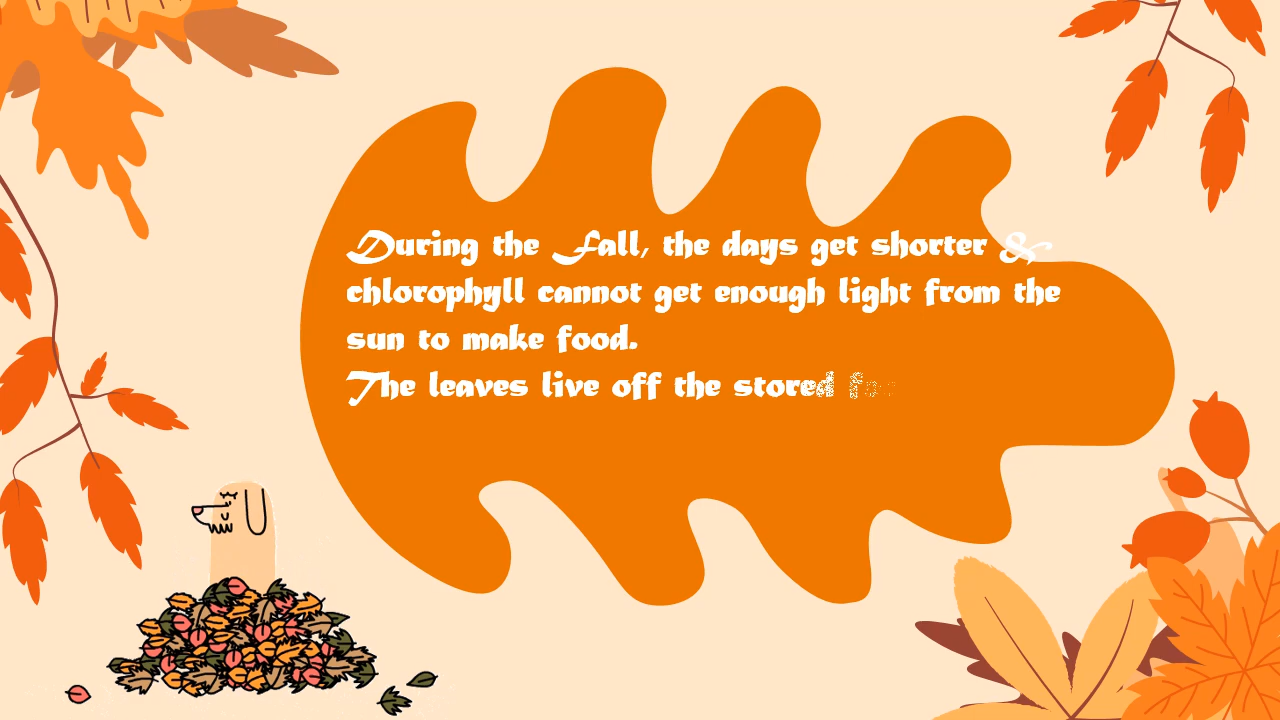 During the Fall, the days get shorter &
chlorophyll cannot get enough light from the
sun to make food.
The leaves live off the stored